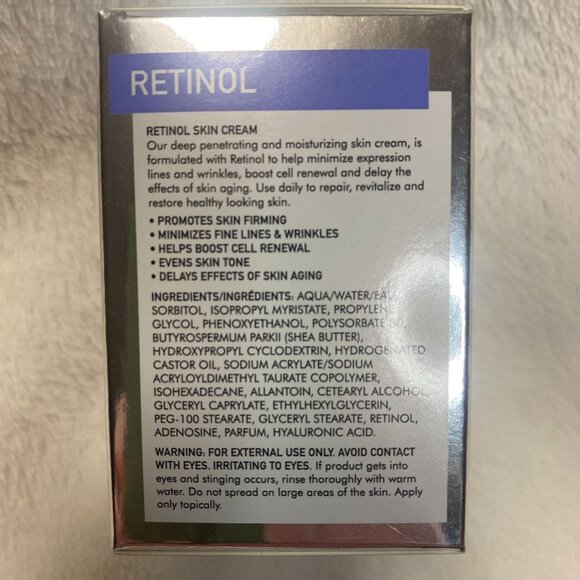 RETINOL
RETINOL SKIN CREAM
Our deep penetrating and moisturizing skin cream, is
formulated with Retinol to help minimize expression
lines and wrinkles, boost cell renewal and delay the
effects of skin aging. Use daily to repair, revitalize and
restore healthy looking skin.
• PROMOTES SKIN FIRMING
• MINIMIZES FINE LINES & WRINKLES
• HELPS BOOST CELL RENEWAL
• EVENS SKIN TONE
• DELAYS EFFECTS OF SKIN AGING
INGREDIENTS/INGRÉDIENTS: AQUA/WATER/EAU,
SORBITOL, ISOPROPYL MYRISTATE, PROPYLENE
GLYCOL, PHENOXYETHANOL, POLYSORBATE 80,
BUTYROSPERMUM PARKII (SHEA BUTTER),
HYDROXYPROPYL CYCLODEXTRIN, HYDROGENATED
CASTOR OIL, SODIUM ACRYLATE/SODIUM
ACRYLOYLDIMETHYL TAURATE COPOLYMER,
ISOHEXADECANE, ALLANTOIN, CETEARYL ALCOHOL,
GLYCERYL CAPRYLATE, ETHYLHEXYLGLYCERIN,
PEG-100 STEARATE, GLYCERYL STEARATE, RETINOL,
ADENOSINE, PARFUM, HYALURONIC ACID.
WARNING: FOR EXTERNAL USE ONLY. AVOID CONTACT
WITH EYES. IRRITATING TO EYES. If product gets into
eyes and stinging occurs, rinse thoroughly with warm
water. Do not spread on large areas of the skin. Apply
only topically.